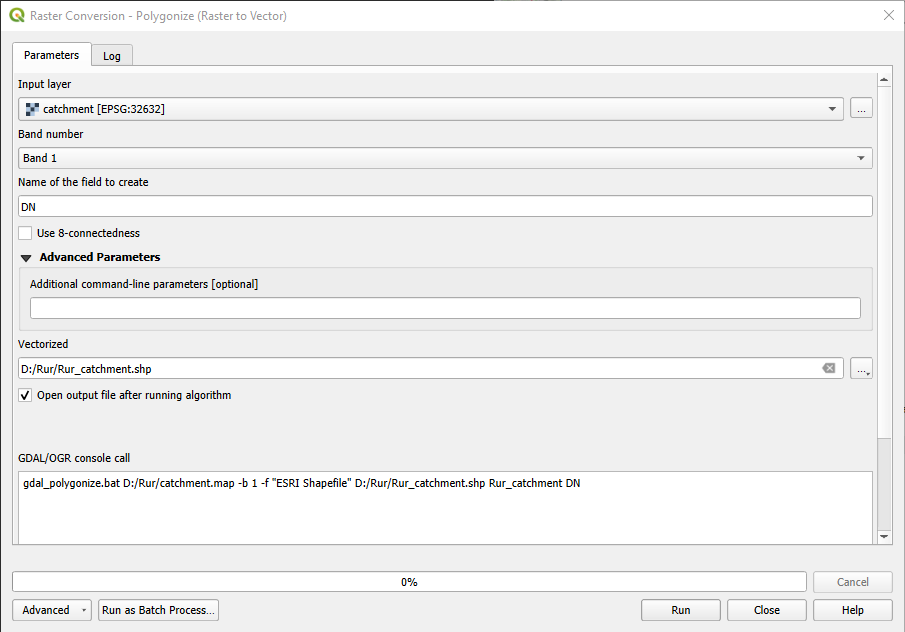 Raster Conversion - Polygonize (Raster to Vector)
Parameters
Log
Input layer
catchment [EPSG:32632]
...
Band number
Band 1
Name of the field to create
DN
Use 8-connectedness
Advanced Parameters
Additional command-line parameters [optional]
Vectorized
D:/Rur/Rur_catchment.shp
...
Open output file after running algorithm
GDAL/OGR console call
gdal_polygonize.bat D:/Rur/catchment.map -b 1 -f "ESRI Shapefile" D:/Rur/Rur_catchment.shp Rur_catchment DN
0%
Cancel
Advanced
Run as Batch Process...
Run
Close
Help